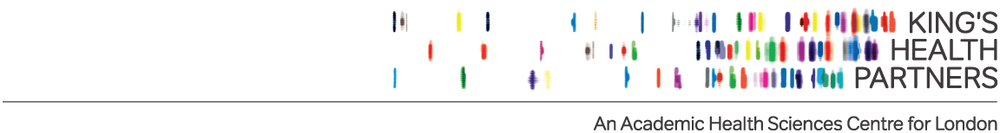 KING'S
HEALTH
PARTNERS
An Academic Health Sciences Centre for London